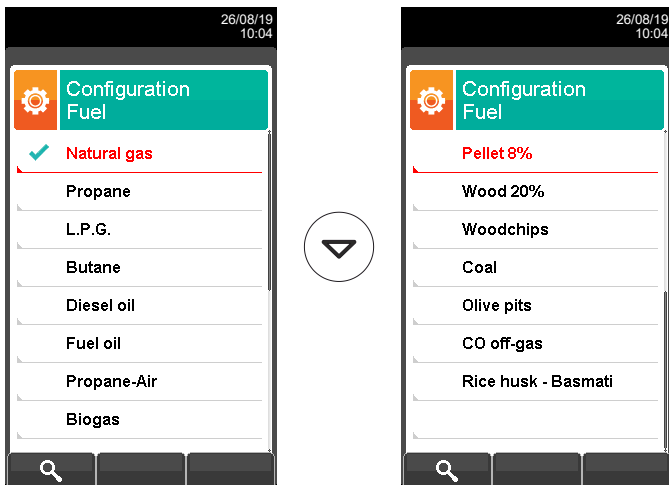 26/08/19
10:04
Configuration
Fuel
Natural gas
Propane
L.P.G.
Butane
Diesel oil
Fuel oil
Propane-Air
Biogas
26/08/19
10:04
Configuration
Fuel
Pellet 8%
Wood 20%
Woodchips
Coal
Olive pits
CO off-gas
Rice husk - Basmati